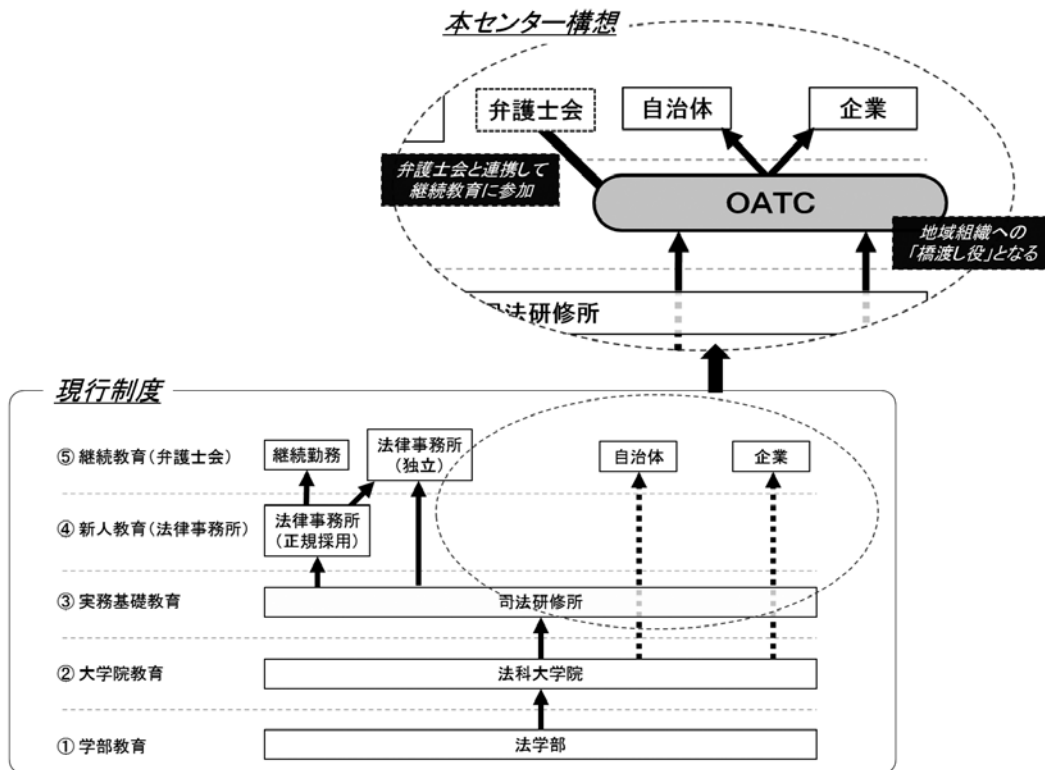 本センター構想
弁護士会
自治体
企業
弁護士会と連携して
継続教育に参加
OATC
地域組織への
「橋渡し役」となる
司法研修所
現行制度
⑤ 継続教育(弁護士会)
継続勤務
法律事務所
(独立)
自治体
企業
④ 新人教育(法律事務所)
法律事務所
(正規採用)
③ 実務基礎教育
司法研修所
② 大学院教育
法科大学院
① 学部教育
法学部